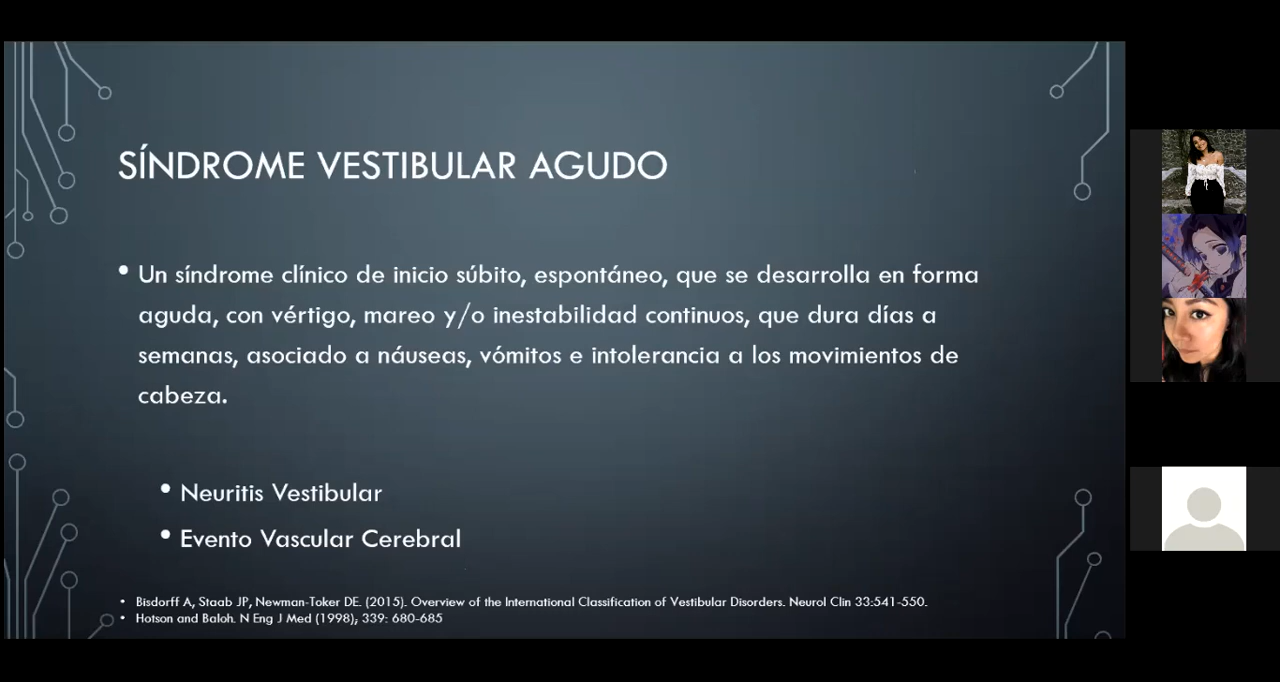 SÍNDROME VESTIBULAR AGUDO
• Un síndrome clínico de inicio súbito, espontáneo, que se desarrolla en forma
aguda, con vértigo, mareo y/o inestabilidad continuos, que dura días a
semanas, asociado a náuseas, vómitos e intolerancia a los movimientos de
cabeza.
• Neuritis Vestibular
• Evento Vascular Cerebral
• Bisdorff A, Staab JP, Newman-Toker DE. (2015). Overview of the International Classification of Vestibular Disorders. Neurol Clin 33:541-550.
• Hotson and Baloh. N Eng J Med (1998); 339: 680-685